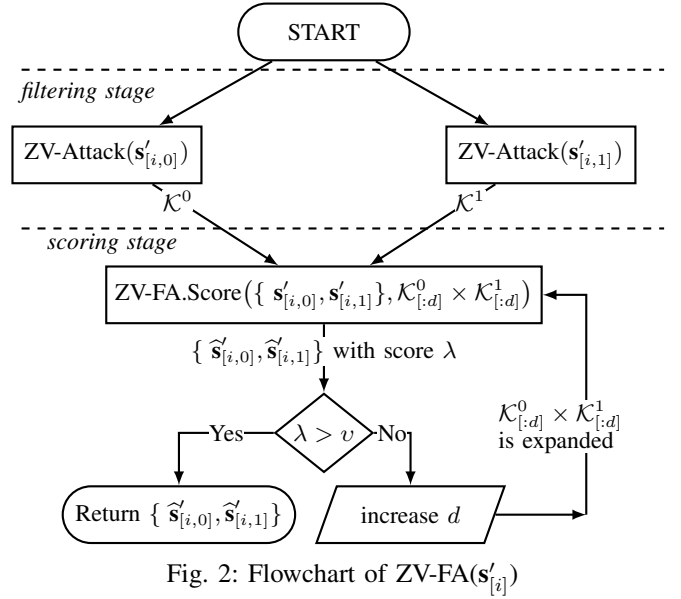 START
filtering stage
ZV-Attack(𝐬′[i,0]) ZV-Attack(𝐬′[i,1])
𝒦⁰ 𝒦¹
scoring stage
ZV-FA.Score({ 𝐬′[i,0], 𝐬′[i,1]}, 𝒦⁰[:d] × 𝒦¹[:d])
{ 𝐬̂′[i,0], 𝐬̂′[i,1]} with score λ
𝒦⁰[:d] × 𝒦¹[:d]
is expanded
Yes λ > υ No
Return { 𝐬̂′[i,0], 𝐬̂′[i,1]} increase d
Fig. 2: Flowchart of ZV-FA(𝐬′[i])